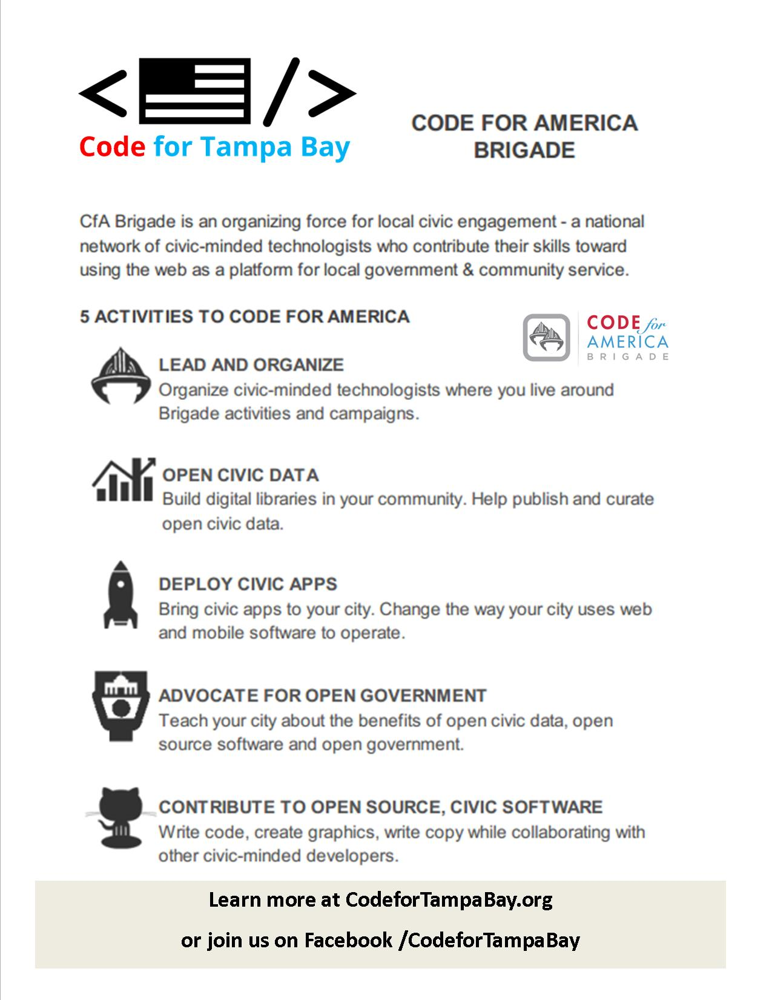 Code for Tampa Bay
CODE FOR AMERICA
BRIGADE
CfA Brigade is an organizing force for local civic engagement - a national
network of civic-minded technologists who contribute their skills toward
using the web as a platform for local government & community service.
5 ACTIVITIES TO CODE FOR AMERICA
CODE for
AMERICA
BRIGADE
LEAD AND ORGANIZE
Organize civic-minded technologists where you live around
Brigade activities and campaigns.
OPEN CIVIC DATA
Build digital libraries in your community. Help publish and curate
open civic data.
DEPLOY CIVIC APPS
Bring civic apps to your city. Change the way your city uses web
and mobile software to operate.
ADVOCATE FOR OPEN GOVERNMENT
Teach your city about the benefits of open civic data, open
source software and open government.
CONTRIBUTE TO OPEN SOURCE, CIVIC SOFTWARE
Write code, create graphics, write copy while collaborating with
other civic-minded developers.
Learn more at CodeforTampaBay.org
or join us on Facebook /CodeforTampaBay